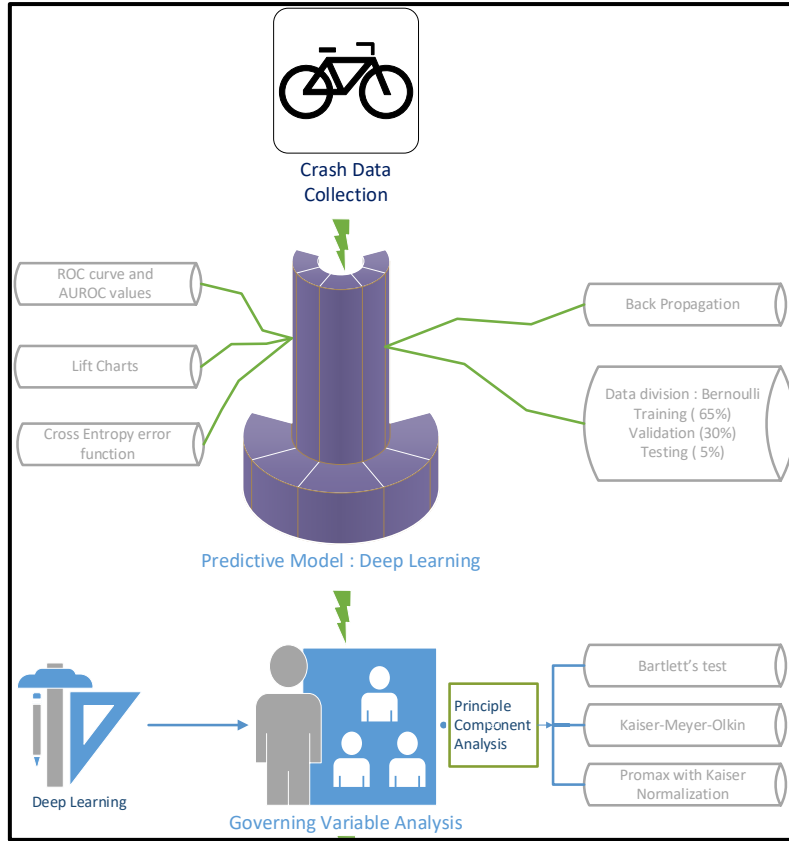 Crash Data
Collection
ROC curve and
AUROC values
Lift Charts
Cross Entropy error
function
Back Propagation
Data division : Bernoulli
Training ( 65%)
Validation (30%)
Testing ( 5%)
Predictive Model : Deep Learning
Deep Learning
Principle
Component
Analysis
Governing Variable Analysis
Bartlett’s test
Kaiser-Meyer-Olkin
Promax with Kaiser
Normalization